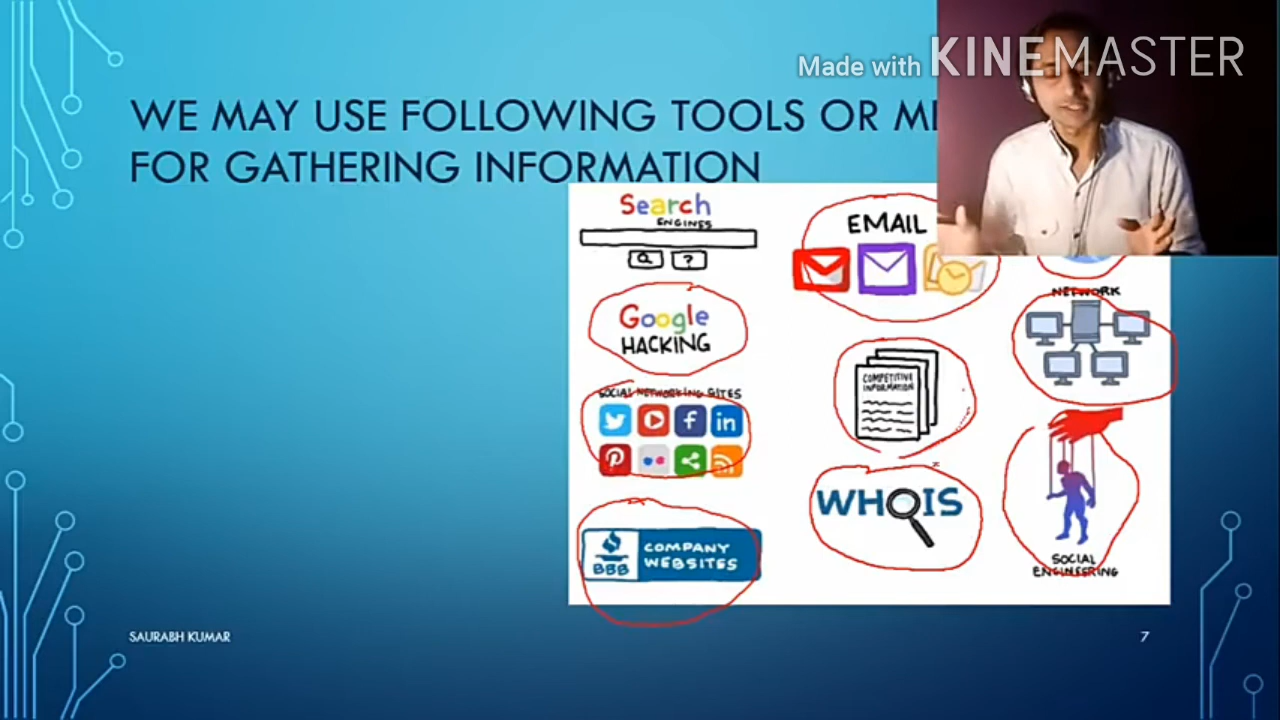 Made with KINEMASTER
WE MAY USE FOLLOWING TOOLS OR
FOR GATHERING INFORMATION
Search
ENGINES
?
EMAIL
Google
HACKING
NETWORK
COMPETITIVE
INFORMATION
SOCIAL NETWORKING SITES
in
WHOIS
BBB
COMPANY
WEBSITES
SOCIAL
ENGINEERING
SAURABH KUMAR
7